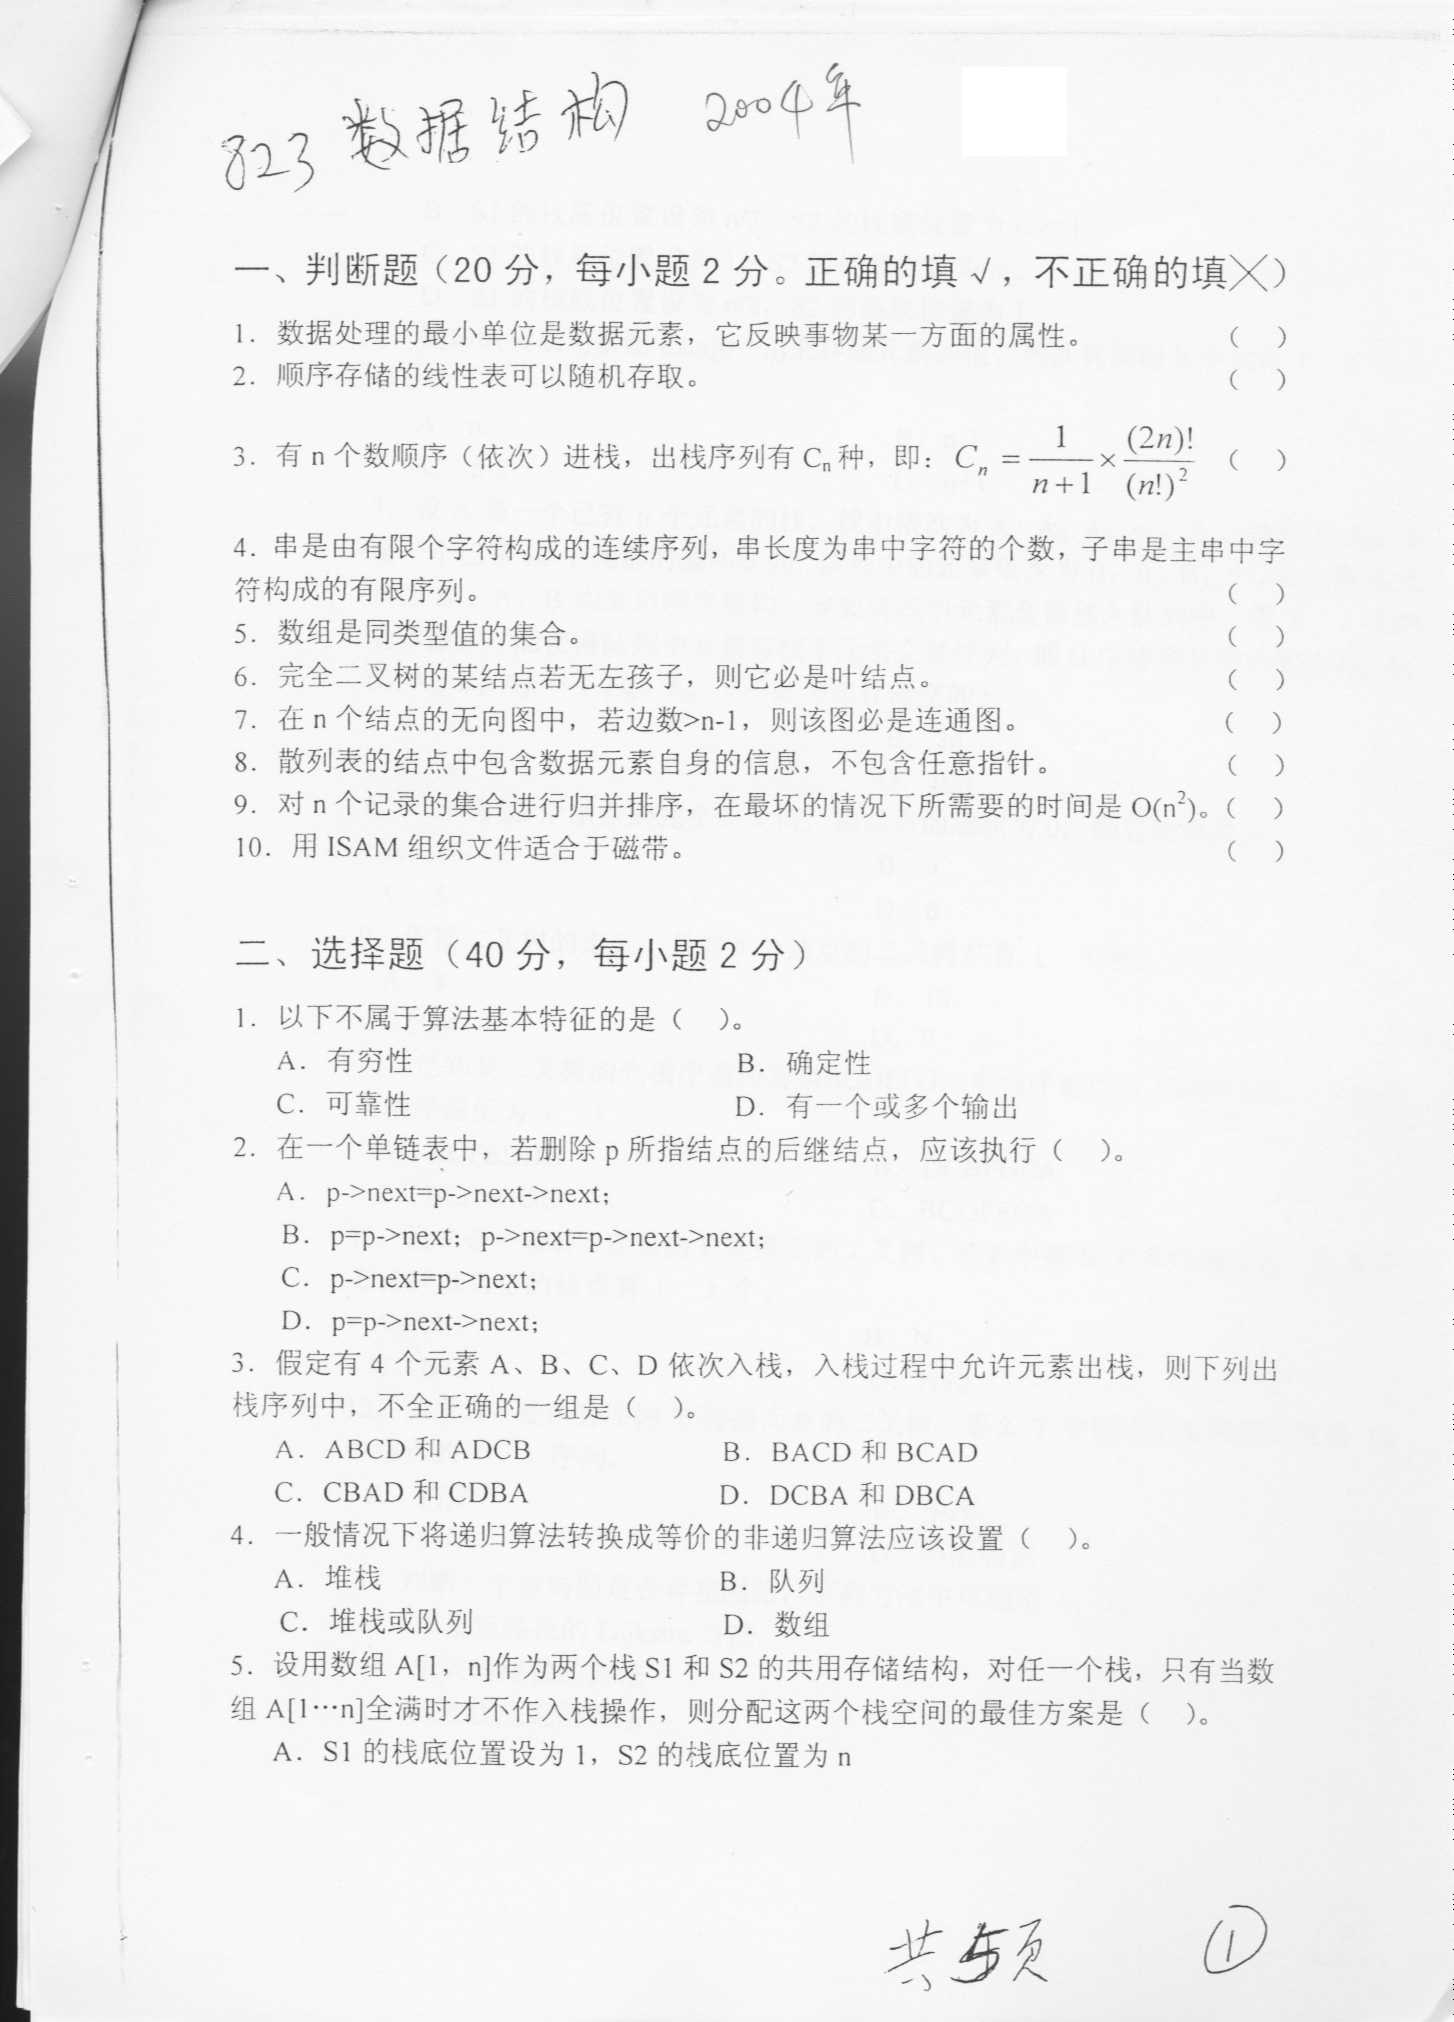 823 数据结构 2004年
一、判断题（20 分，每小题 2 分。正确的填 √，不正确的填╳）
1．数据处理的最小单位是数据元素，它反映事物某一方面的属性。 （ ）
2．顺序存储的线性表可以随机存取。 （ ）
3．有 n 个数顺序（依次）进栈，出栈序列有 Cn 种，即：Cn = 1/(n+1) × (2n)!/(n!)² （ ）
4．串是由有限个字符构成的连续序列，串长度为串中字符的个数，子串是主串中字
符构成的有限序列。 （ ）
5．数组是同类型值的集合。 （ ）
6．完全二叉树的某结点若无左孩子，则它必是叶结点。 （ ）
7．在 n 个结点的无向图中，若边数>n-1，则该图必是连通图。 （ ）
8．散列表的结点中包含数据元素自身的信息，不包含任意指针。 （ ）
9．对 n 个记录的集合进行归并排序，在最坏的情况下所需要的时间是 O(n²)。（ ）
10．用 ISAM 组织文件适合于磁带。 （ ）
二、选择题（40 分，每小题 2 分）
1．以下不属于算法基本特征的是（ ）。
A．有穷性 B．确定性
C．可靠性 D．有一个或多个输出
2．在一个单链表中，若删除 p 所指结点的后继结点，应该执行（ ）。
A．p->next=p->next->next；
B．p=p->next；p->next=p->next->next；
C．p->next=p->next；
D．p=p->next->next；
3．假定有 4 个元素 A、B、C、D 依次入栈，入栈过程中允许元素出栈，则下列出
栈序列中，不全正确的一组是（ ）。
A．ABCD 和 ADCB B．BACD 和 BCAD
C．CBAD 和 CDBA D．DCBA 和 DBCA
4．一般情况下将递归算法转换成等价的非递归算法应该设置（ ）。
A．堆栈 B．队列
C．堆栈或队列 D．数组
5．设用数组 A[1，n]作为两个栈 S1 和 S2 的共用存储结构，对任一个栈，只有当数
组 A[1…n]全满时才不作入栈操作，则分配这两个栈空间的最佳方案是（ ）。
A．S1 的栈底位置设为 1，S2 的栈底位置为 n
共5页 ①